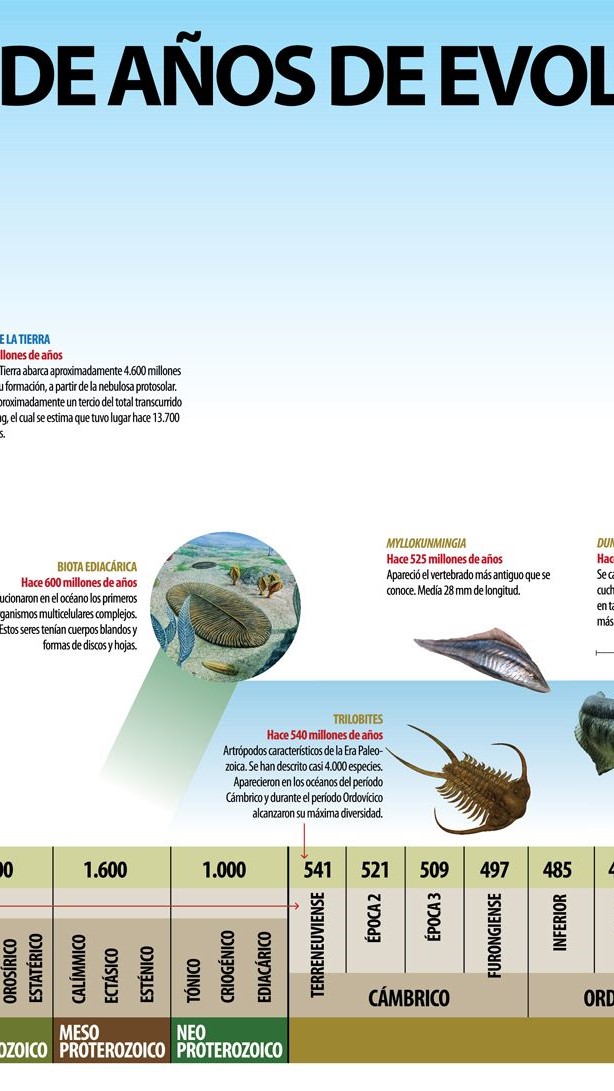 DE AÑOS DE EVOL
E LA TIERRA
llones de años
Tierra abarca aproximadamente 4.600 millones
u formación, a partir de la nebulosa protosolar.
proximadamente un tercio del total transcurrido
ng, el cual se estima que tuvo lugar hace 13.700
s.
BIOTA EDIACÁRICA
Hace 600 millones de años
ucionaron en el océano los primeros
rganismos multicelulares complejos.
Estos seres tenían cuerpos blandos y
formas de discos y hojas.
MYLLOKUNMINGIA
Hace 525 millones de años
Apareció el vertebrado más antiguo que se
conoce. Medía 28 mm de longitud.
DUN
Hac
Se ca
cuch
en ta
más
TRILOBITES
Hace 540 millones de años
Artrópodos característicos de la Era Paleo-
zoica. Se han descrito casi 4.000 especies.
Aparecieron en los océanos del período
Cámbrico y durante el período Ordovícico
alcanzaron su máxima diversidad.
00 1.600 1.000 541 521 509 497 485 4
OROSÍRICO
ESTATÉRICO
CALÍMMICO
ECTÁSICO
ESTÉNICO
TÓNICO
CRIOGÉNICO
EDIACÁRICO
TERRENEUVIENSE
ÉPOCA 2
ÉPOCA 3
FURONGIENSE
INFERIOR
CÁMBRICO
ORD
OZOICO
MESO
PROTEROZOICO
NEO
PROTEROZOICO